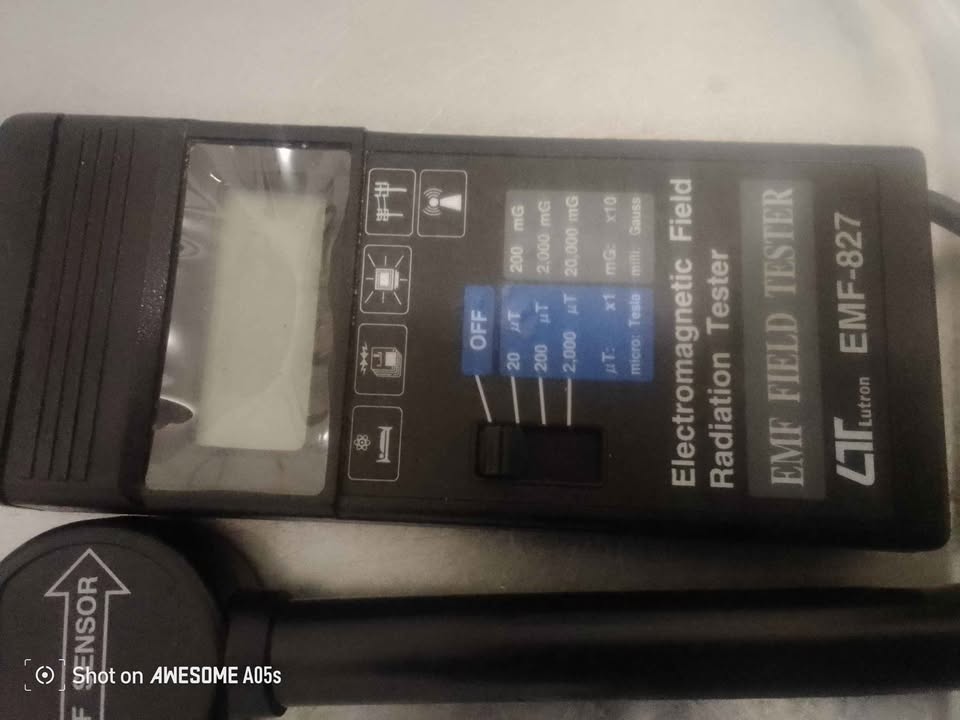 OFF
20 μT 200 mG
200 μT 2,000 mG
2,000 μT 20,000 mG
μT: x1 mG: x10
micro: Tesla milli: Gauss
Electromagnetic Field
Radiation Tester
EMF FIELD TESTER
Lutron EMF-827
F SENSOR
Shot on AWESOME A05s